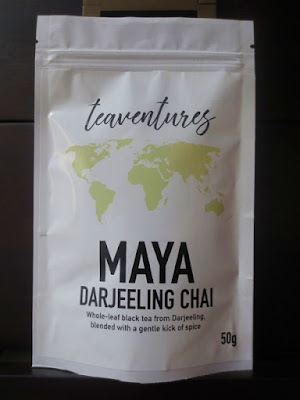 teaventures
MAYA
DARJEELING CHAI
Whole-leaf black tea from Darjeeling,
blended with a gentle kick of spice
50g